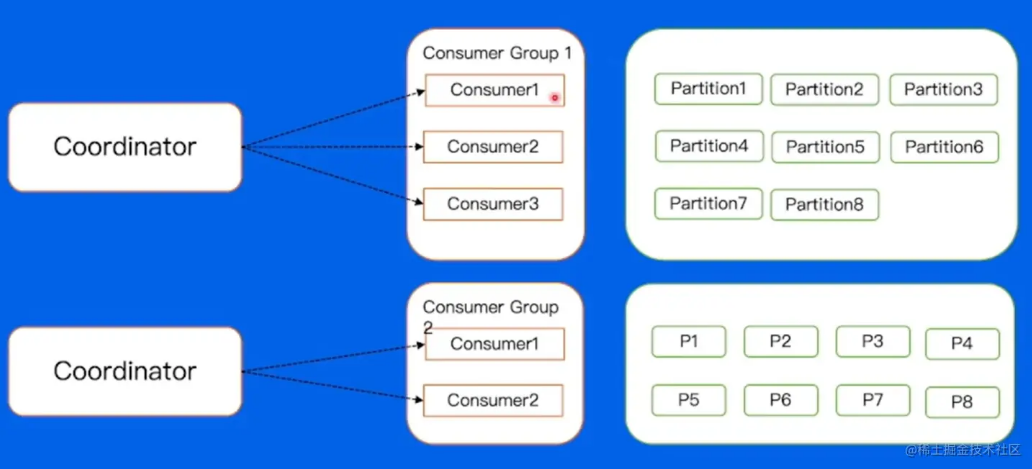 Coordinator
Consumer Group 1
Consumer1
Consumer2
Consumer3
Partition1 Partition2 Partition3
Partition4 Partition5 Partition6
Partition7 Partition8
Coordinator
Consumer Group
2
Consumer1
Consumer2
P1 P2 P3 P4
P5 P6 P7 P8
@稀土掘金技术社区